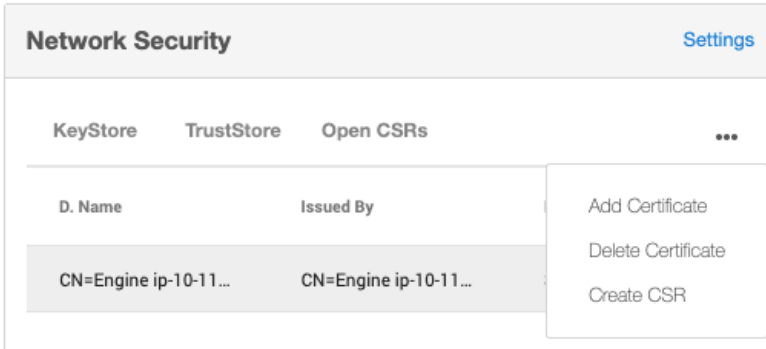 Network Security Settings
KeyStore TrustStore Open CSRs •••
D. Name Issued By
Add Certificate
Delete Certificate
CN=Engine ip-10-11... CN=Engine ip-10-11...
Create CSR